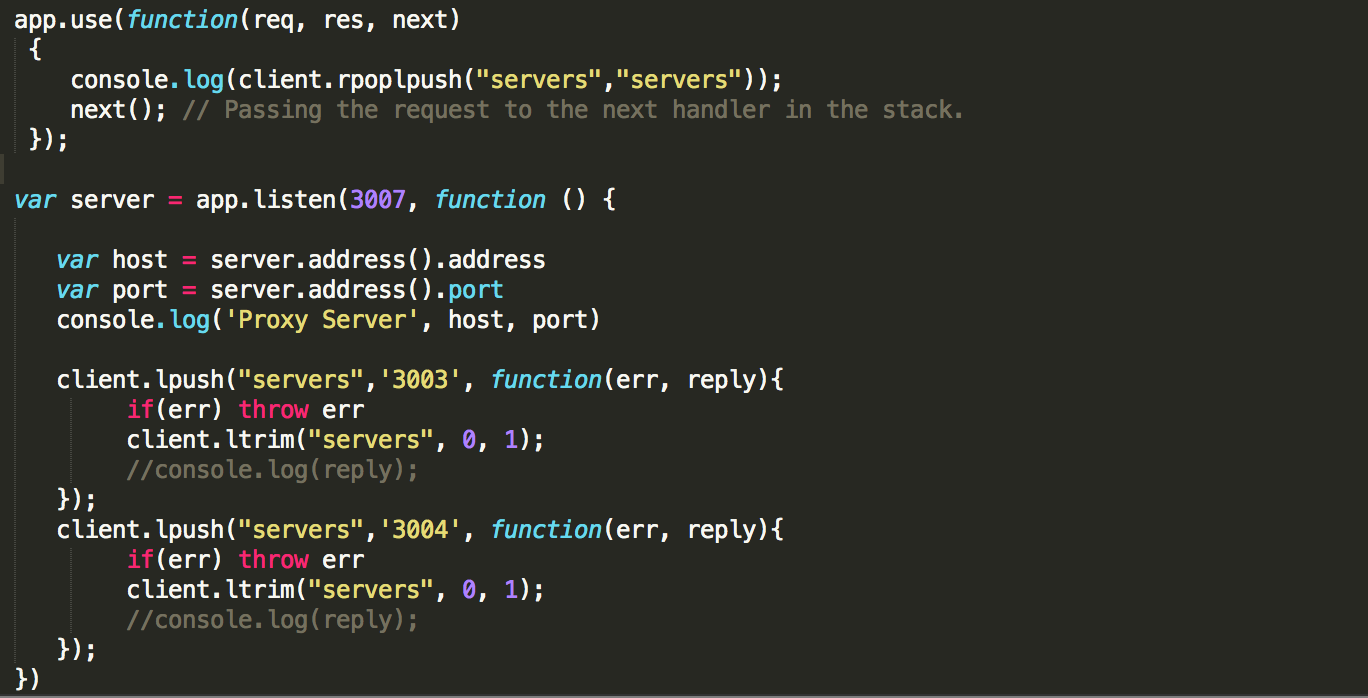 app.use(function(req, res, next)
{
console.log(client.rpoplpush("servers","servers"));
next(); // Passing the request to the next handler in the stack.
});
var server = app.listen(3007, function () {
var host = server.address().address
var port = server.address().port
console.log('Proxy Server', host, port)
client.lpush("servers",'3003', function(err, reply){
if(err) throw err
client.ltrim("servers", 0, 1);
//console.log(reply);
});
client.lpush("servers",'3004', function(err, reply){
if(err) throw err
client.ltrim("servers", 0, 1);
//console.log(reply);
});
})